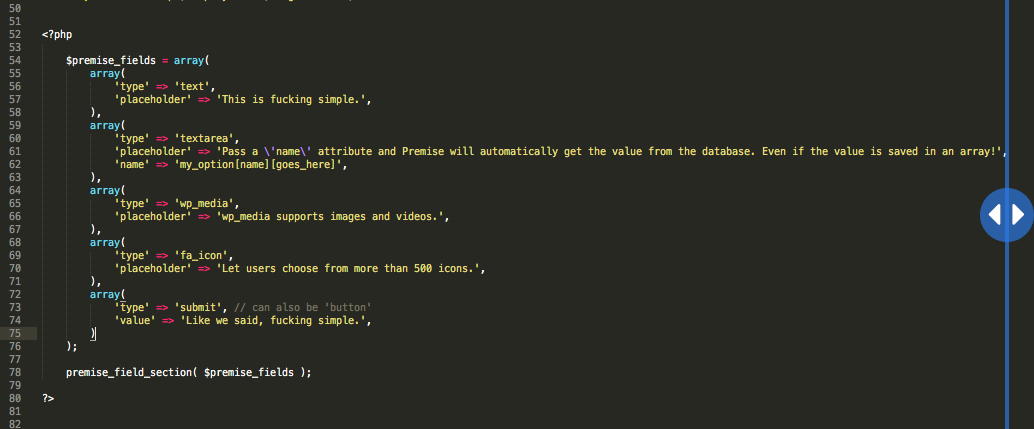 50
51
52 <?php
53
54 $premise_fields = array(
55 array(
56 'type' => 'text',
57 'placeholder' => 'This is fucking simple.',
58 ),
59 array(
60 'type' => 'textarea',
61 'placeholder' => 'Pass a \'name\' attribute and Premise will automatically get the value from the database. Even if the value is saved in an array!',
62 'name' => 'my_option[name][goes_here]',
63 ),
64 array(
65 'type' => 'wp_media',
66 'placeholder' => 'wp_media supports images and videos.',
67 ),
68 array(
69 'type' => 'fa_icon',
70 'placeholder' => 'Let users choose from more than 500 icons.',
71 ),
72 array(
73 'type' => 'submit', // can also be 'button'
74 'value' => 'Like we said, fucking simple.',
75 )
76 );
77
78 premise_field_section( $premise_fields );
79
80 ?>
81
82